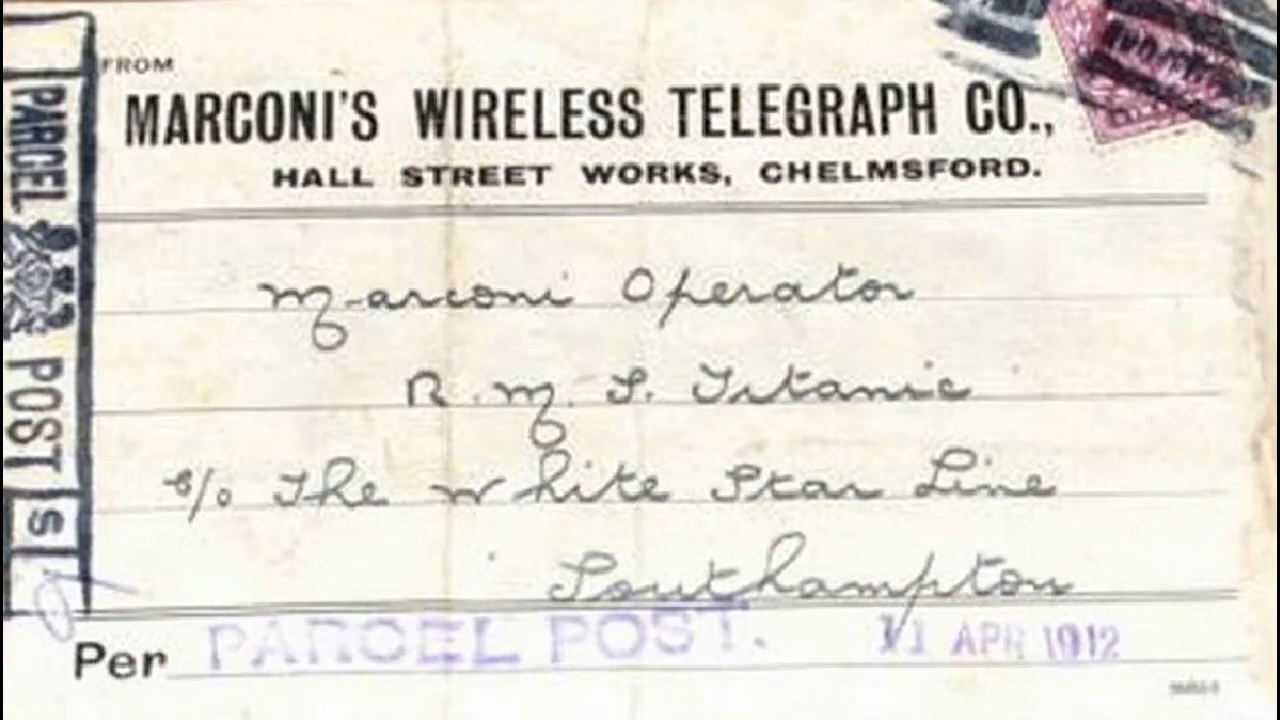 FROM
MARCONI'S WIRELESS TELEGRAPH CO.,
HALL STREET WORKS, CHELMSFORD.
Marconi Operator
R.M.S. Titanic
c/o The White Star Line
Southampton
Per PARCEL POST. 11 APR 1912
PARCEL POST
s